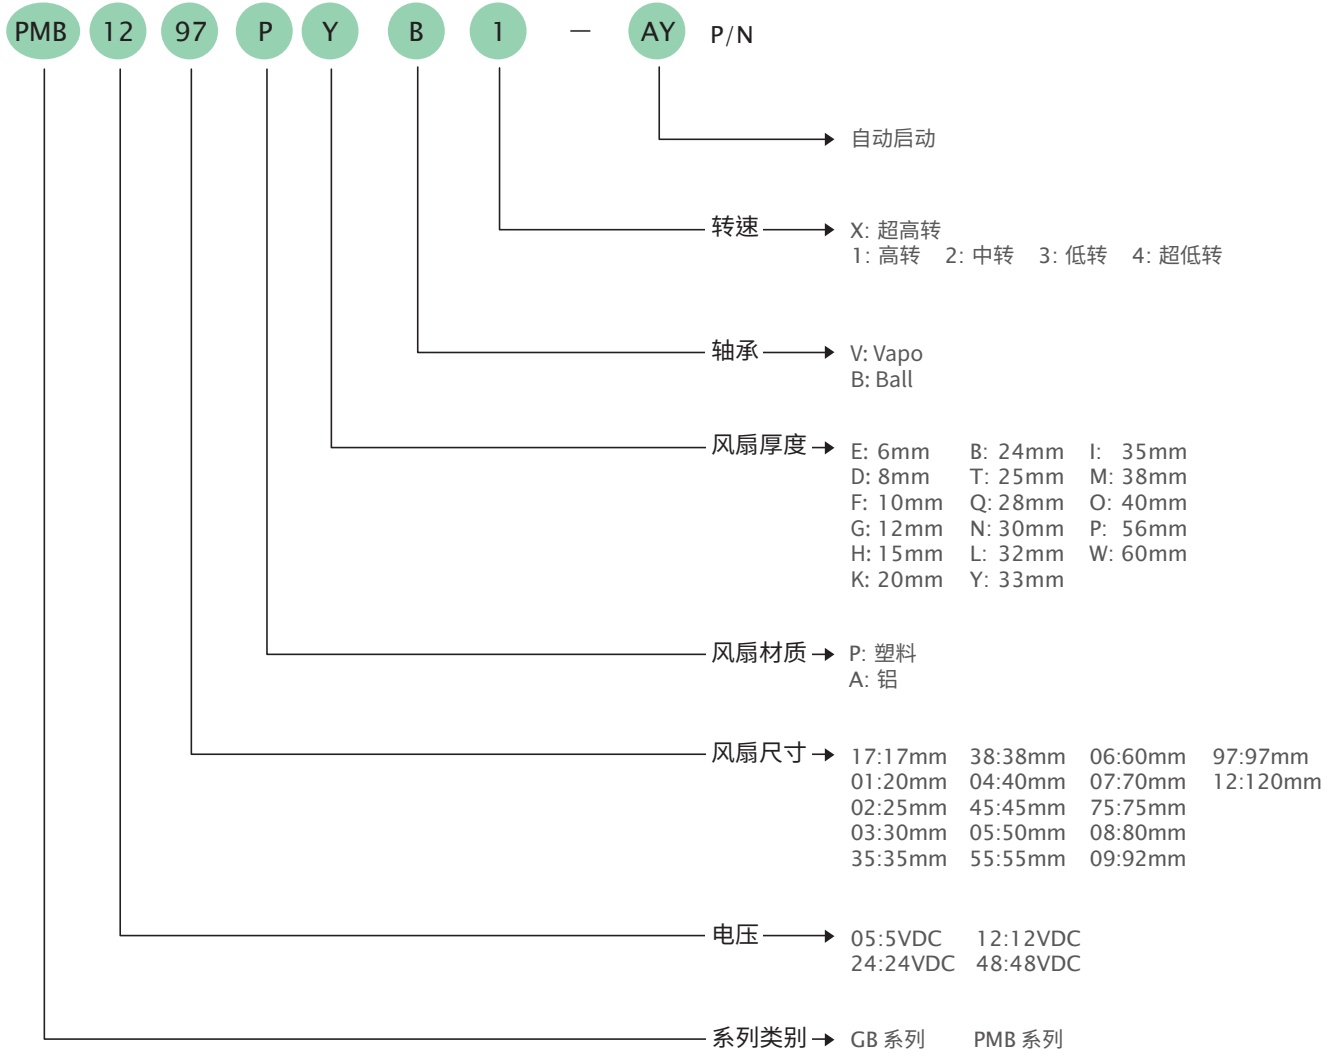 PMB 12 97 P Y B 1 — AY P/N
自动启动
转速 X: 超高转
1: 高转 2: 中转 3: 低转 4: 超低转
轴承 V: Vapo
B: Ball
风扇厚度 E: 6mm B: 24mm I: 35mm
D: 8mm T: 25mm M: 38mm
F: 10mm Q: 28mm O: 40mm
G: 12mm N: 30mm P: 56mm
H: 15mm L: 32mm W: 60mm
K: 20mm Y: 33mm
风扇材质 P: 塑料
A: 铝
风扇尺寸 17:17mm 38:38mm 06:60mm 97:97mm
01:20mm 04:40mm 07:70mm 12:120mm
02:25mm 45:45mm 75:75mm
03:30mm 05:50mm 08:80mm
35:35mm 55:55mm 09:92mm
电压 05:5VDC 12:12VDC
24:24VDC 48:48VDC
系列类别 GB 系列 PMB 系列